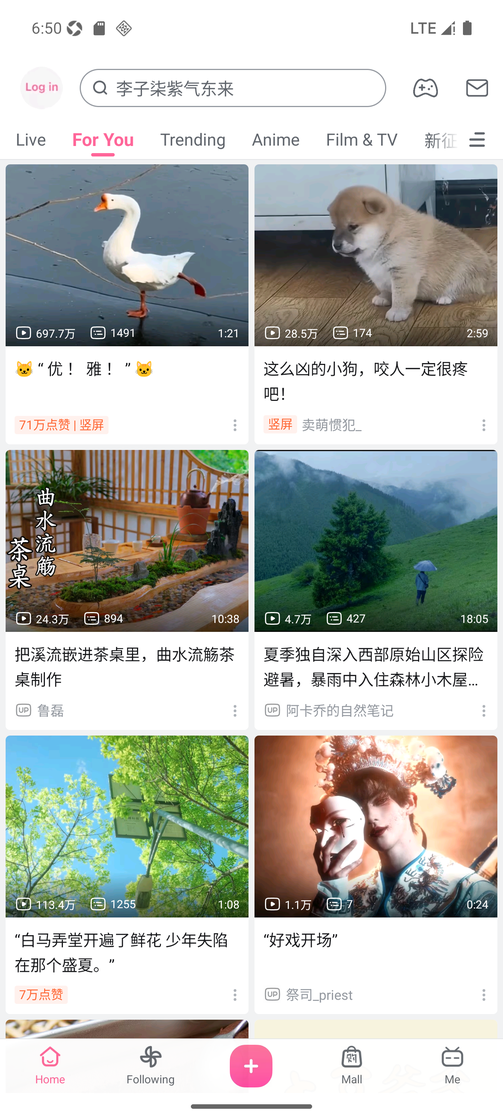 6:50
LTE
Log in
李子柒紫气东来
Live
For You
Trending
Anime
Film & TV
新征
697.7万
1491
1:21
🐱 “ 优！ 雅！ ” 🐱
71万点赞 | 竖屏
28.5万
174
2:59
这么凶的小狗，咬人一定很疼
吧！
竖屏
卖萌惯犯_
曲水流觞
茶桌
24.3万
894
10:38
把溪流嵌进茶桌里，曲水流觞茶
桌制作
UP 鲁磊
4.7万
427
18:05
夏季独自深入西部原始山区探险
避暑，暴雨中入住森林小木屋...
UP 阿卡乔的自然笔记
113.4万
1255
1:08
“白马弄堂开遍了鲜花 少年失陷
在那个盛夏。”
7万点赞
1.1万
7
0:24
“好戏开场”
UP 祭司_priest
Home
Following
Mall
Me